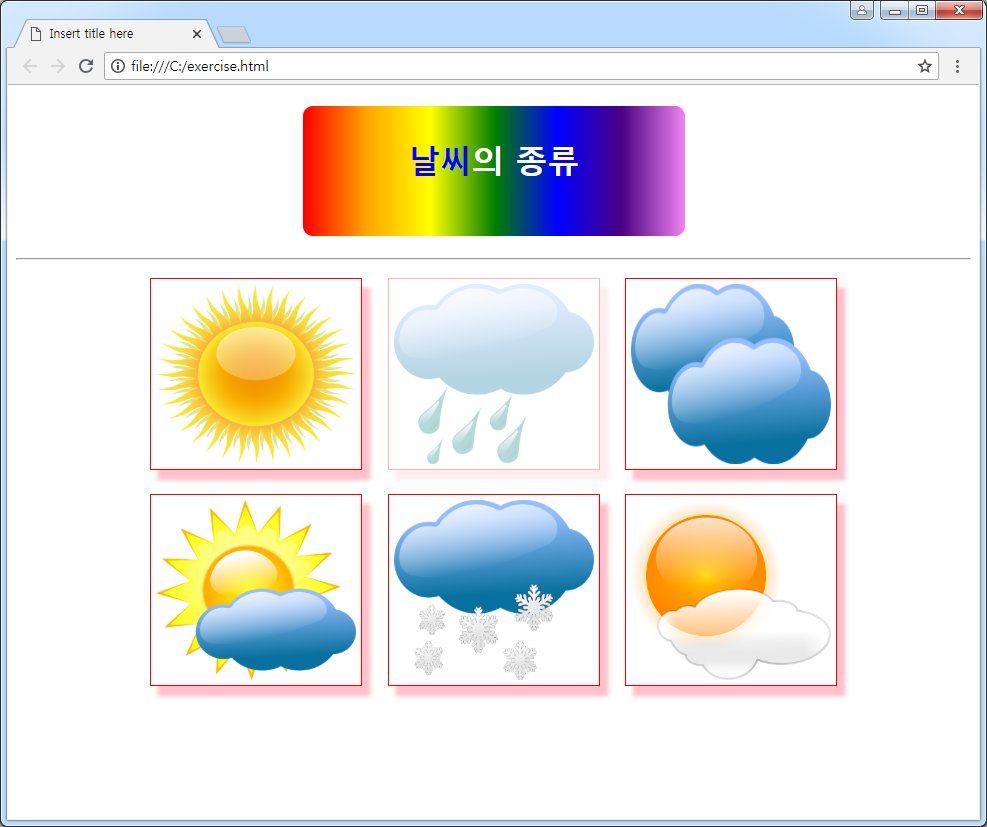 Insert title here
file:///C:/exercise.html
날씨의 종류